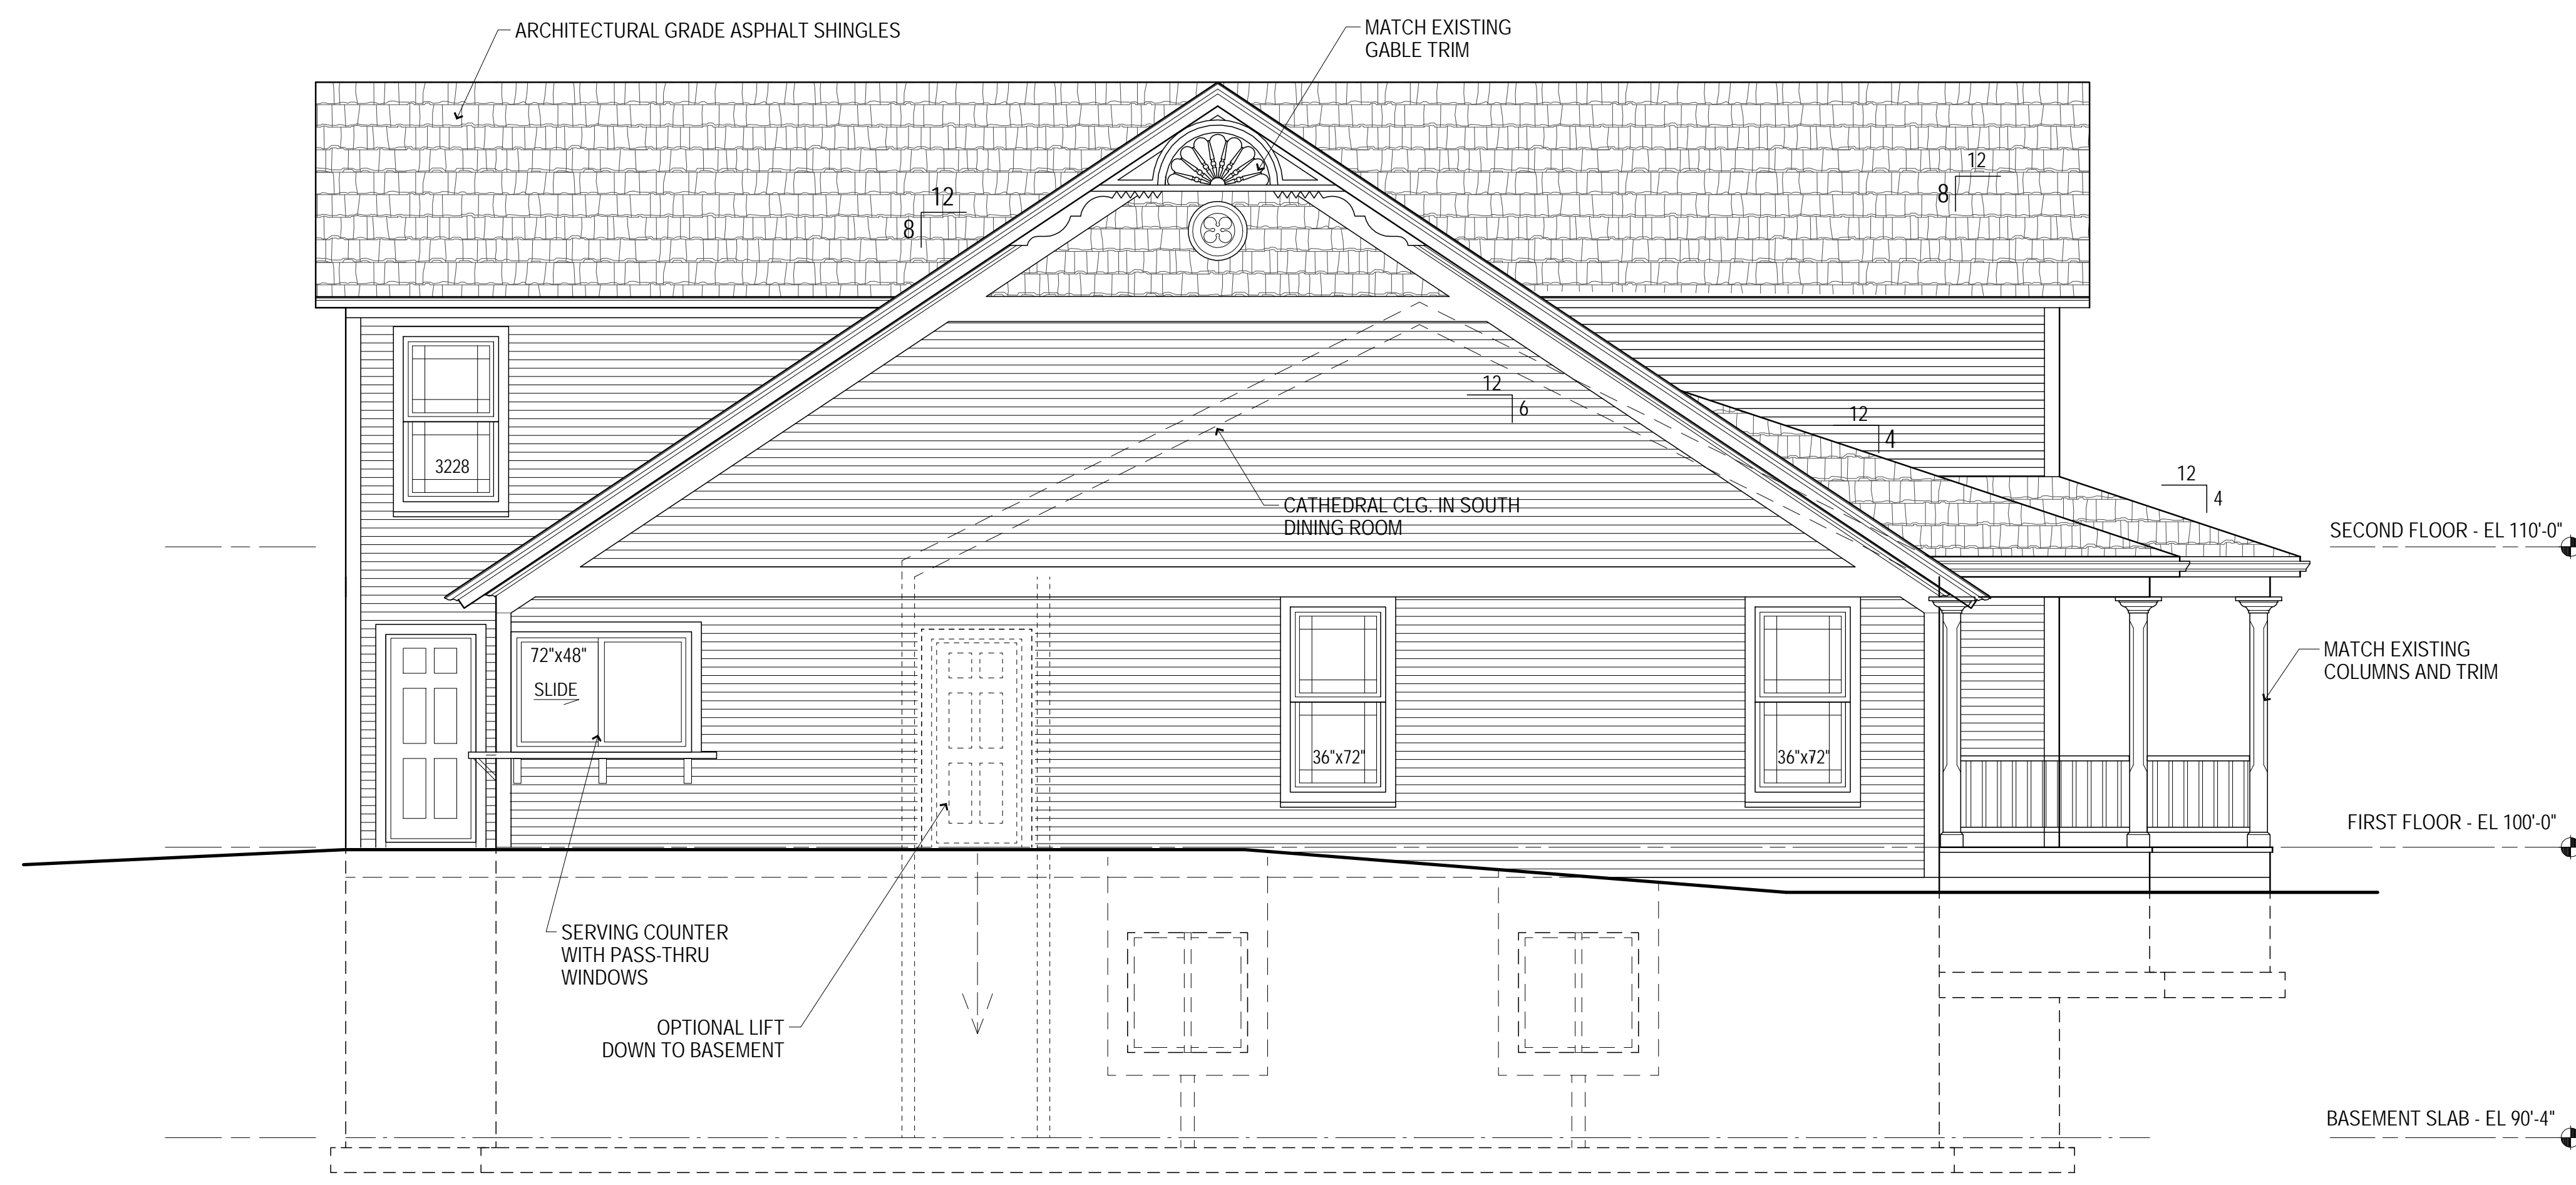 ARCHITECTURAL GRADE ASPHALT SHINGLES
MATCH EXISTING
GABLE TRIM
12
8
12
8
12
6
12
4
12
4
3228
CATHEDRAL CLG. IN SOUTH
DINING ROOM
SECOND FLOOR - EL 110'-0"
72"x48"
SLIDE
MATCH EXISTING
COLUMNS AND TRIM
36"x72"
36"x72"
FIRST FLOOR - EL 100'-0"
SERVING COUNTER
WITH PASS-THRU
WINDOWS
OPTIONAL LIFT
DOWN TO BASEMENT
BASEMENT SLAB - EL 90'-4"